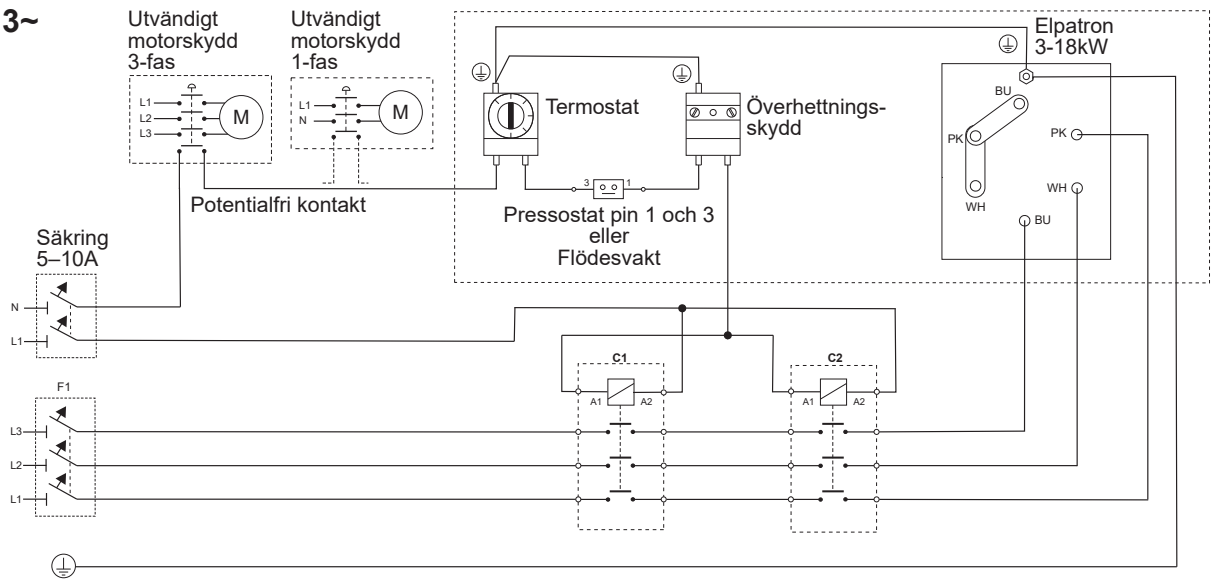 3~
Utvändigt
motorskydd
3-fas
L1
L2
L3
M
Utvändigt
motorskydd
1-fas
L1
N
M
Potentialfri kontakt
Termostat
Överhettnings-
skydd
3
1
Pressostat pin 1 och 3
eller
Flödesvakt
Elpatron
3-18kW
BU
PK
WH
PK
WH
BU
Säkring
5–10A
N
L1
F1
L3
L2
L1
C1
A1
A2
C2
A1
A2